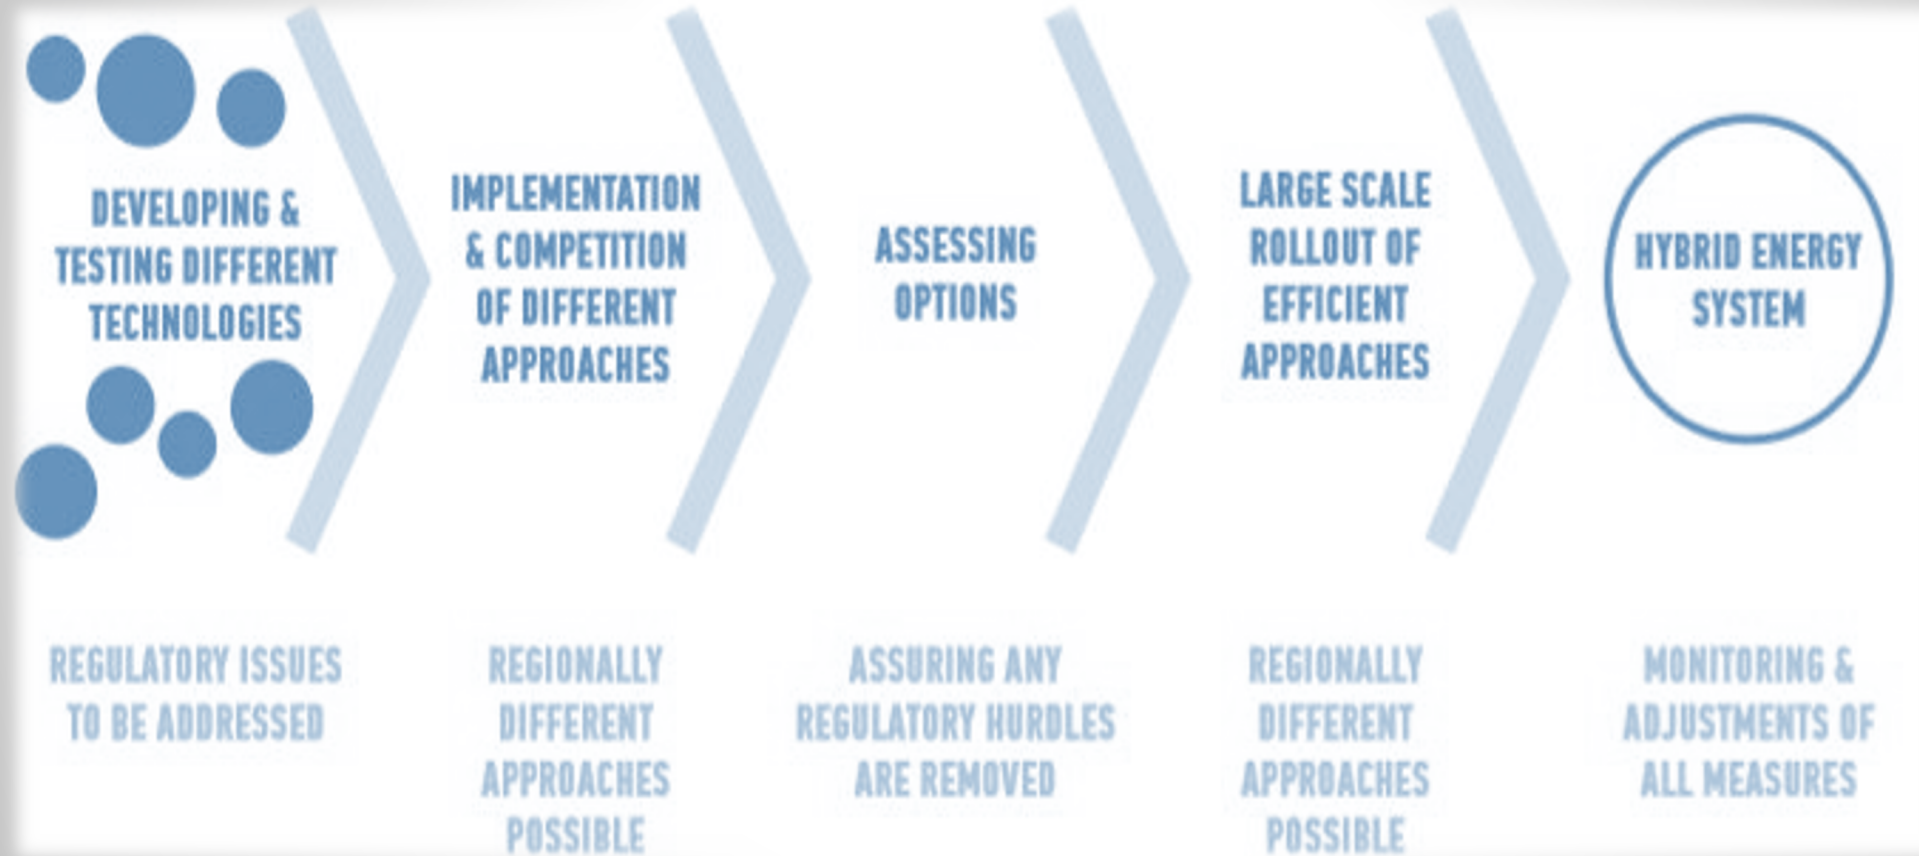 DEVELOPING &
TESTING DIFFERENT
TECHNOLOGIES
IMPLEMENTATION
& COMPETITION
OF DIFFERENT
APPROACHES
ASSESSING
OPTIONS
LARGE SCALE
ROLLOUT OF
EFFICIENT
APPROACHES
HYBRID ENERGY
SYSTEM
REGULATORY ISSUES
TO BE ADDRESSED
REGIONALLY
DIFFERENT
APPROACHES
POSSIBLE
ASSURING ANY
REGULATORY HURDLES
ARE REMOVED
REGIONALLY
DIFFERENT
APPROACHES
POSSIBLE
MONITORING &
ADJUSTMENTS OF
ALL MEASURES